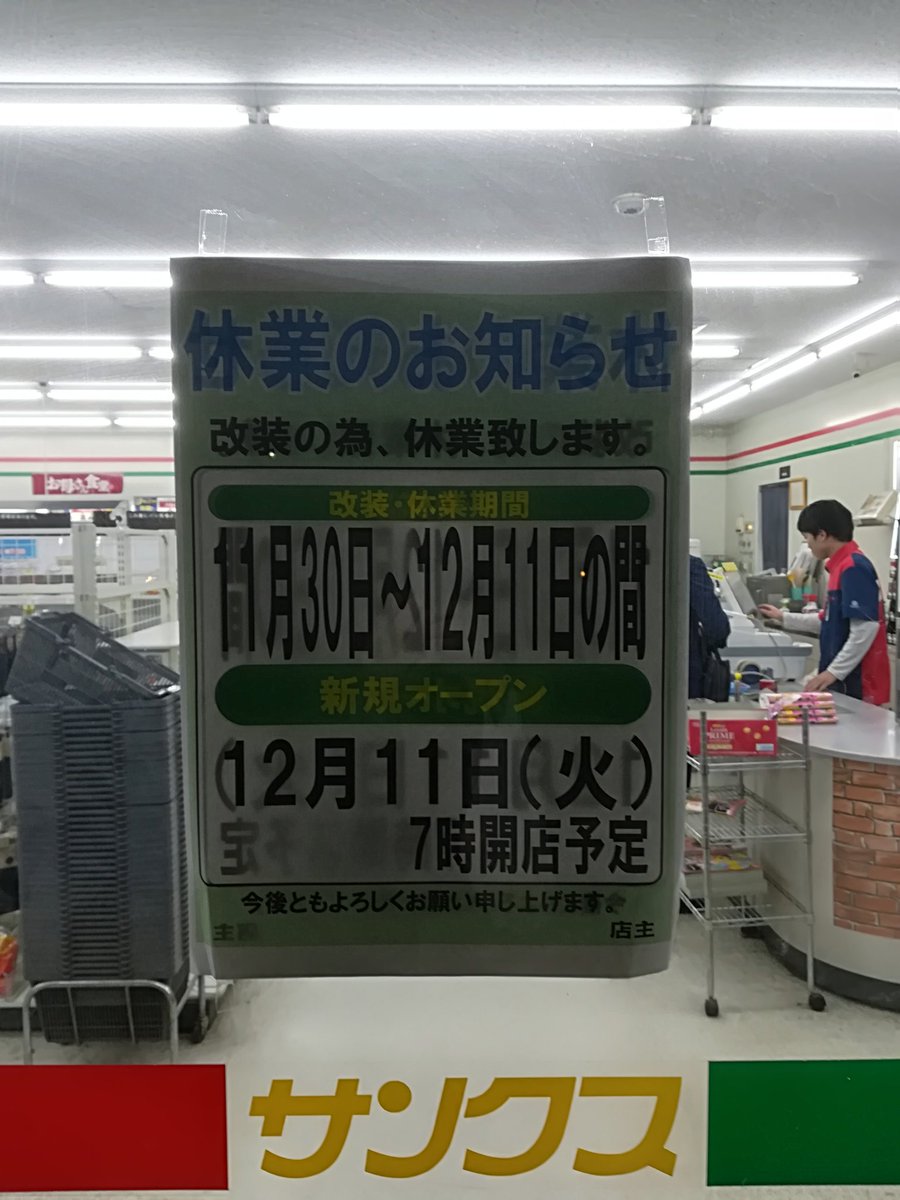 休業のお知らせ
改装の為、休業致します。
改装・休業期間
11月30日～12月11日の間
新規オープン
12月11日(火)
7時開店予定
今後ともよろしくお願い申し上げます。
店主
PRIME
サンクス